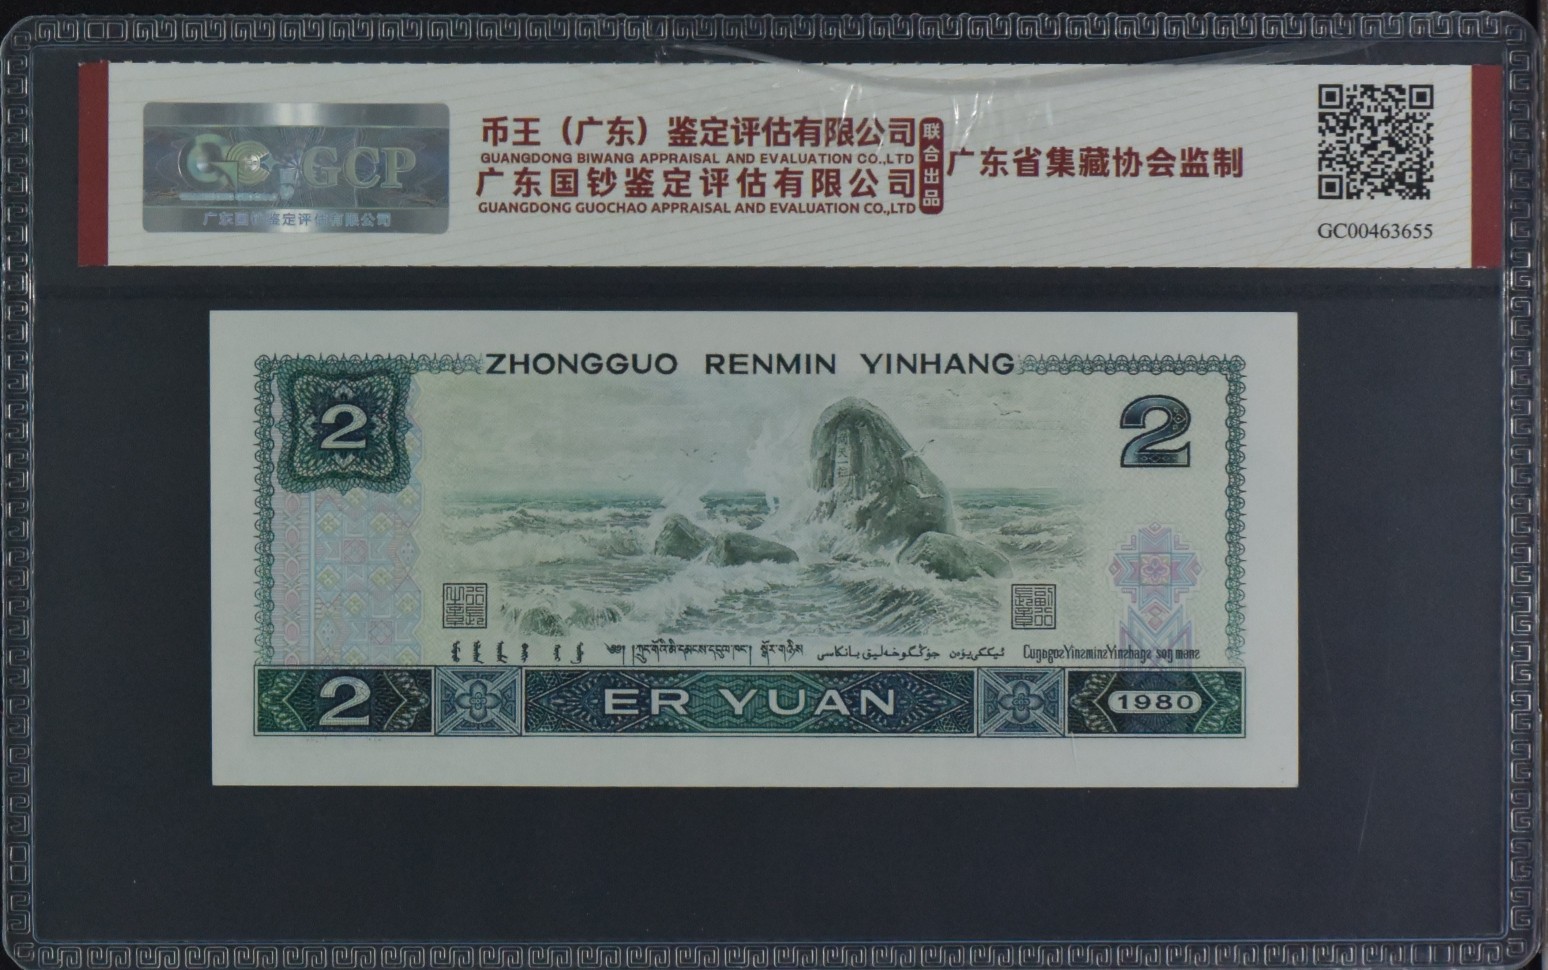 GCP
广东国钞鉴定评估有限公司
币王（广东）鉴定评估有限公司
GUANGDONG BIWANG APPRAISAL AND EVALUATION CO.,LTD
广东国钞鉴定评估有限公司
GUANGDONG GUOCHAO APPRAISAL AND EVALUATION CO.,LTD
联合出品
广东省集藏协会监制
GC00463655
ZHONGGUO RENMIN YINHANG
2
2
2
ER YUAN
1980